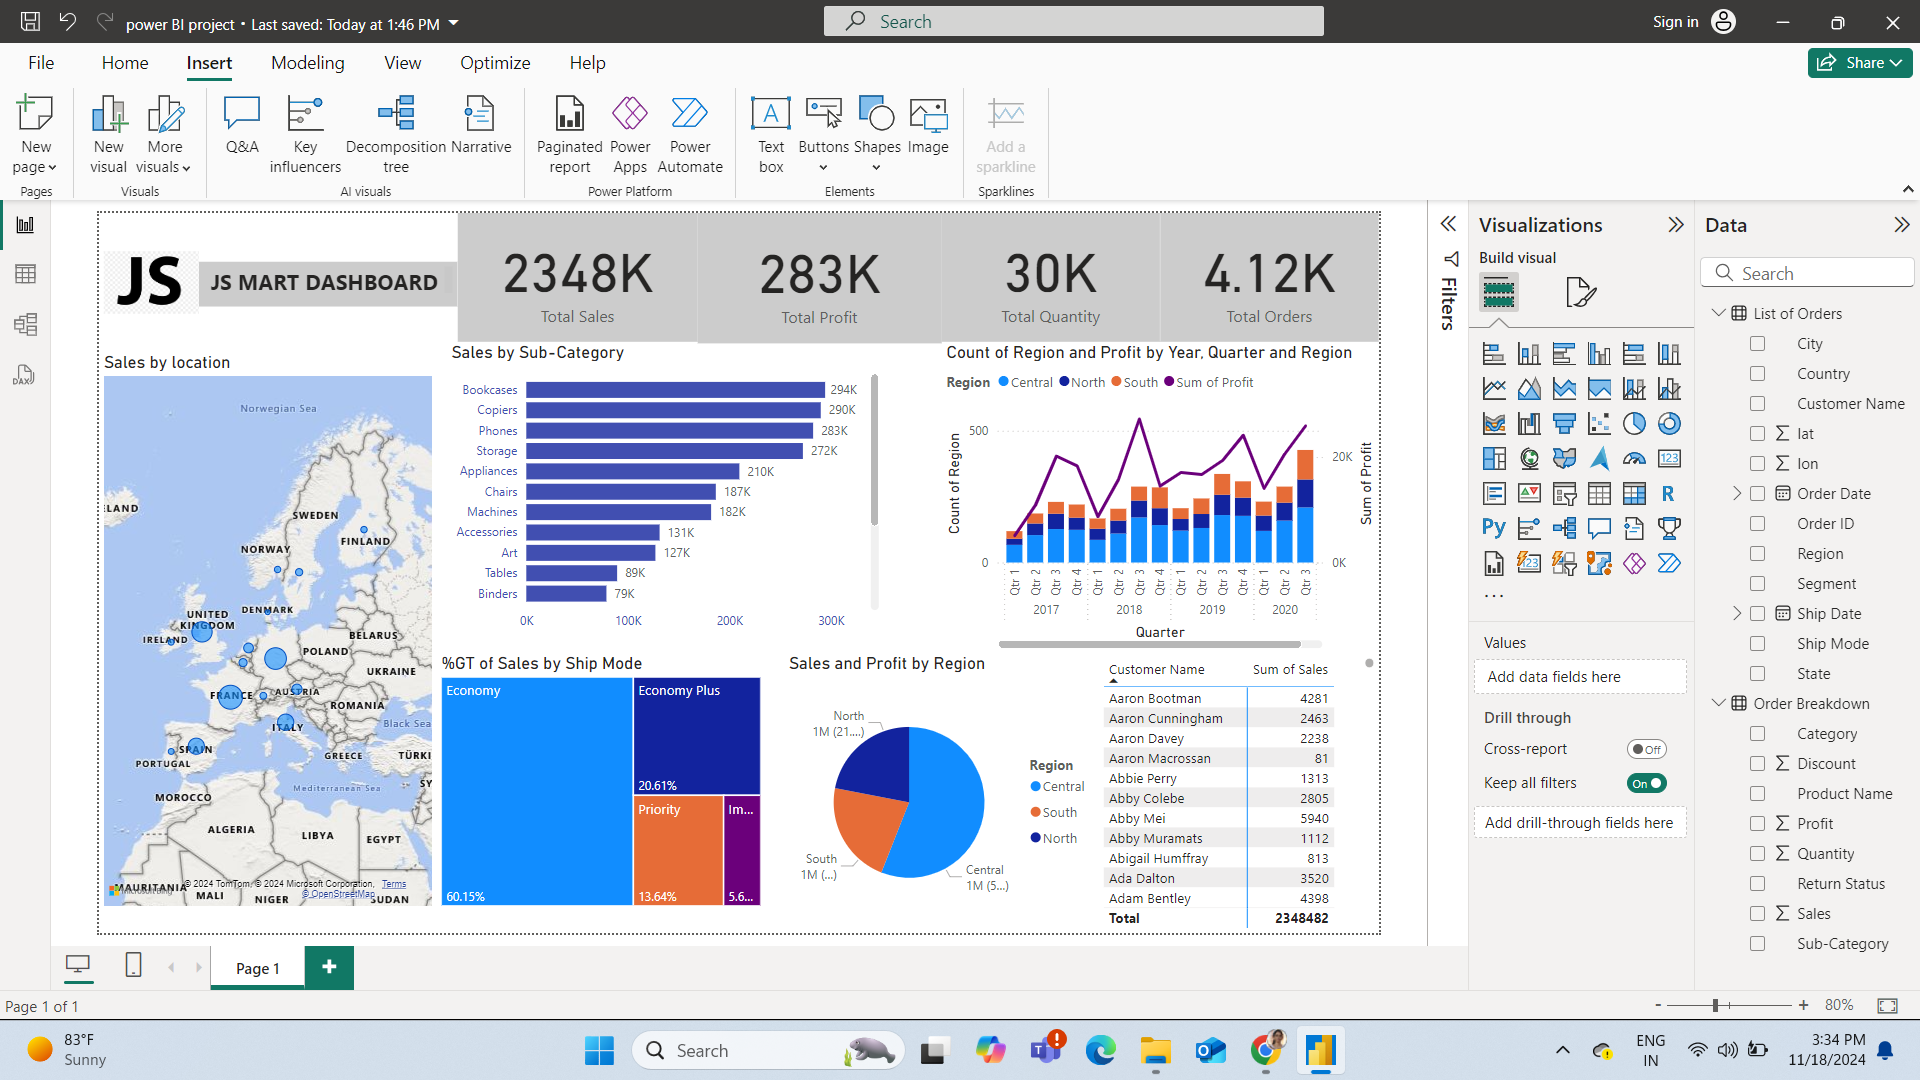 power BI project • Last saved: Today at 1:46 PM
Search
Sign in
File
Home
Insert
Modeling
View
Optimize
Help
Share
New page
New visual
More visuals
Q&A
Key influencers
Decomposition tree
Narrative
Paginated report
Power Apps
Power Automate
Text box
Buttons
Shapes
Image
Add a sparkline
Pages
Visuals
AI visuals
Power Platform
Elements
Sparklines
JS
JS MART DASHBOARD
2348K
Total Sales
283K
Total Profit
30K
Total Quantity
4.12K
Total Orders
Sales by location
Norwegian Sea
LAND
SWEDEN
FINLAND
NORWAY
DENMARK
UNITED KINGDOM
IRELAND
BELARUS
POLAND
UKRAINE
FRANCE
AUSTRIA
ROMANIA
Black Sea
ITALY
SPAIN
PORTUGAL
GREECE
TÜRKI
Mediterranean Sea
SY
MOROCCO
ALGERIA
LIBYA
EGYPT
MAURITANIA
MALI
NIGER
SUDAN
© 2024 TomTom, © 2024 Microsoft Corporation, Terms
© OpenStreetMap
Sales by Sub-Category
Bookcases 294K
Copiers 290K
Phones 283K
Storage 272K
Appliances 210K
Chairs 187K
Machines 182K
Accessories 131K
Art 127K
Tables 89K
Binders 79K
0K 100K 200K 300K
Count of Region and Profit by Year, Quarter and Region
Region Central North South Sum of Profit
Count of Region
500
0
20K
0K
Sum of Profit
Qtr 1 Qtr 2 Qtr 3 Qtr 4 Qtr 1 Qtr 2 Qtr 3 Qtr 4 Qtr 1 Qtr 2 Qtr 3 Qtr 4 Qtr 1 Qtr 2 Qtr 3
2017 2018 2019 2020
Quarter
%GT of Sales by Ship Mode
Economy
60.15%
Economy Plus
20.61%
Priority
13.64%
Im...
5.6...
Sales and Profit by Region
North
1M (21....)
South
1M (...)
Central
1M (5...)
Region
Central
South
North
Customer Name Sum of Sales
Aaron Bootman 4281
Aaron Cunningham 2463
Aaron Davey 2238
Aaron Macrossan 81
Abbie Perry 1313
Abby Colebe 2805
Abby Mei 5940
Abby Muramats 1112
Abigail Humffray 813
Ada Dalton 3520
Adam Bentley 4398
Total 2348482
Filters
Visualizations
Build visual
123
R
Py
123
...
Values
Add data fields here
Drill through
Cross-report Off
Keep all filters On
Add drill-through fields here
Data
Search
List of Orders
City
Country
Customer Name
lat
lon
Order Date
Order ID
Region
Segment
Ship Date
Ship Mode
State
Order Breakdown
Category
Discount
Product Name
Profit
Quantity
Return Status
Sales
Sub-Category
Page 1
Page 1 of 1
- + 80%
83°F
Sunny
Search
ENG
IN
3:34 PM
11/18/2024